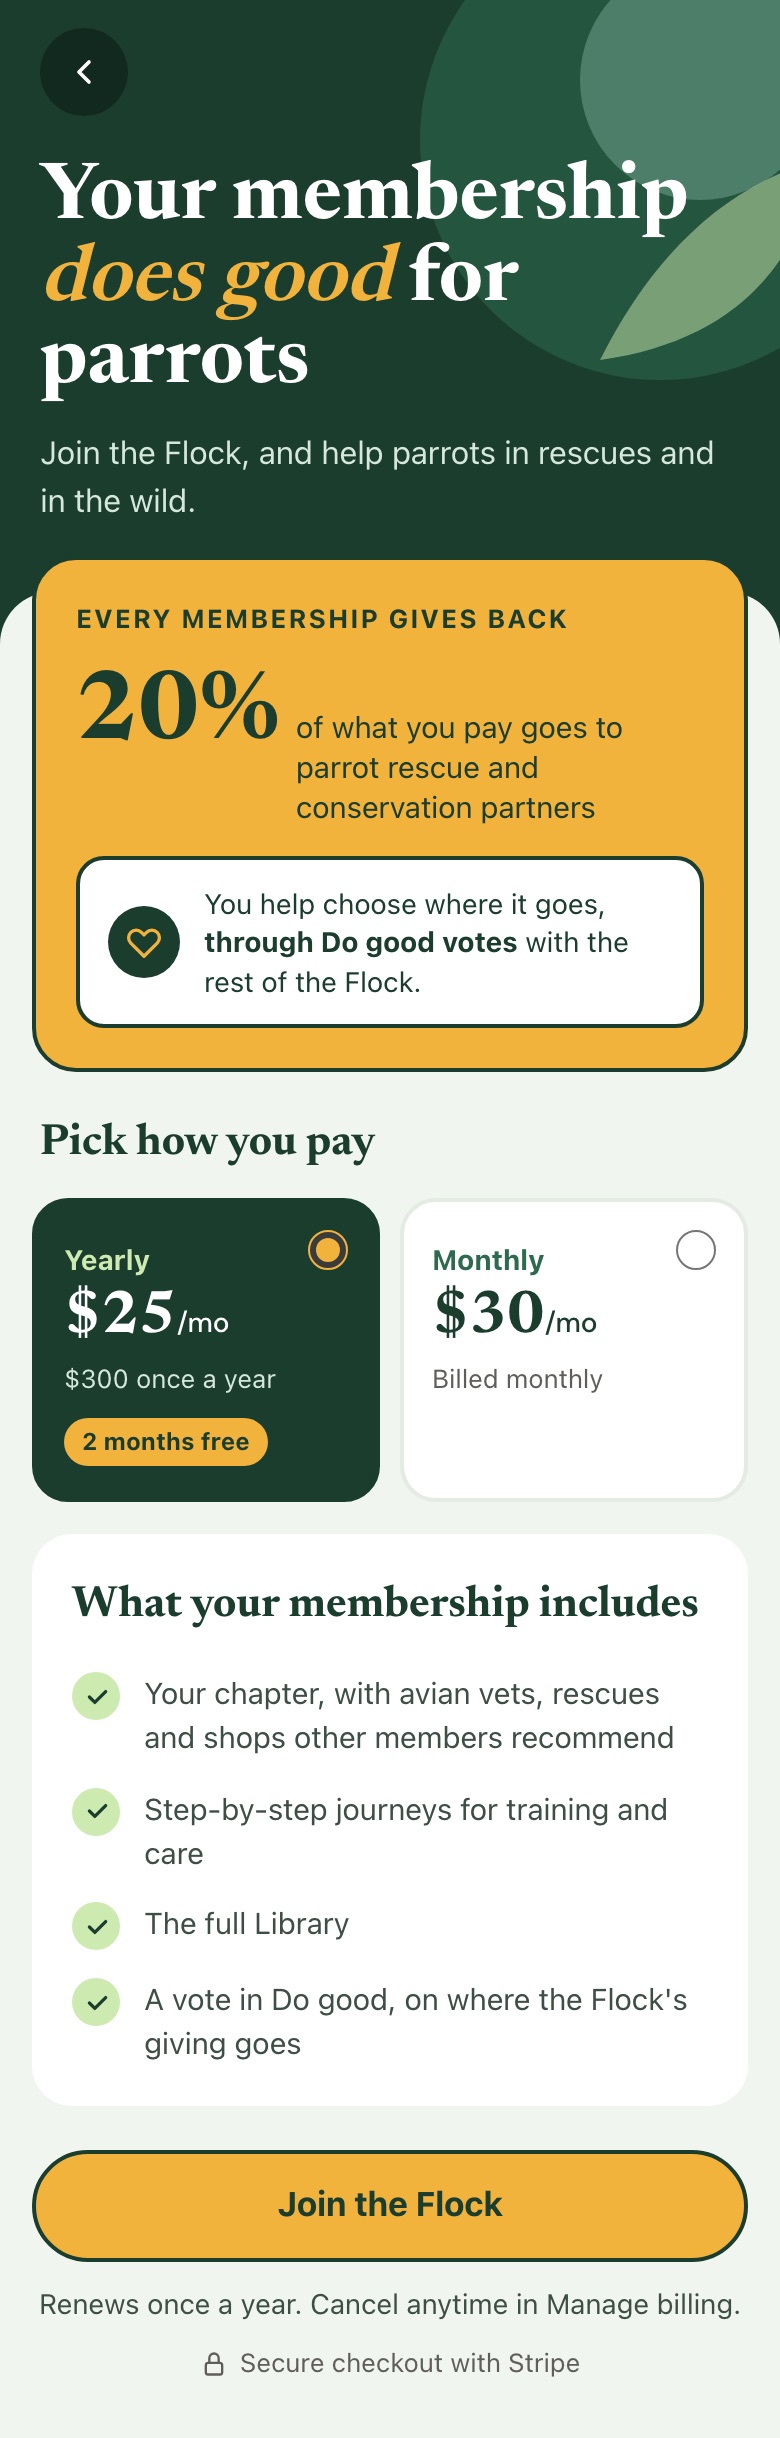 Your membership
does good for
parrots
Join the Flock, and help parrots in rescues and
in the wild.
EVERY MEMBERSHIP GIVES BACK
20% of what you pay goes to
parrot rescue and
conservation partners
You help choose where it goes,
through Do good votes with the
rest of the Flock.
Pick how you pay
Yearly
$25/mo
$300 once a year
2 months free
Monthly
$30/mo
Billed monthly
What your membership includes
Your chapter, with avian vets, rescues
and shops other members recommend
Step-by-step journeys for training and
care
The full Library
A vote in Do good, on where the Flock's
giving goes
Join the Flock
Renews once a year. Cancel anytime in Manage billing.
Secure checkout with Stripe